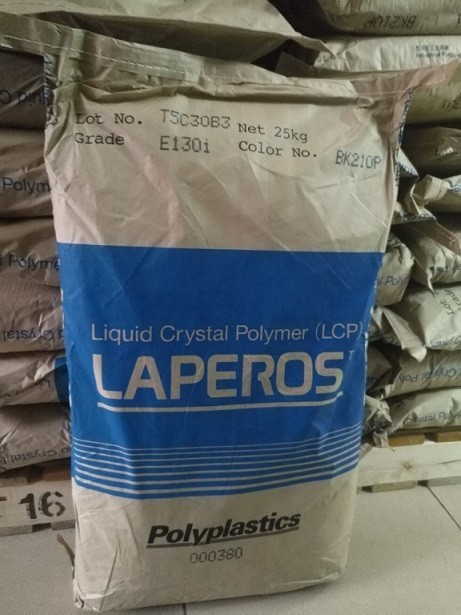 Lot No. T5C30B3 Net 25kg
Grade E130i Color No. BK210P
Liquid Crystal Polymer (LCP)
LAPEROS
Polyplastics
000380
16